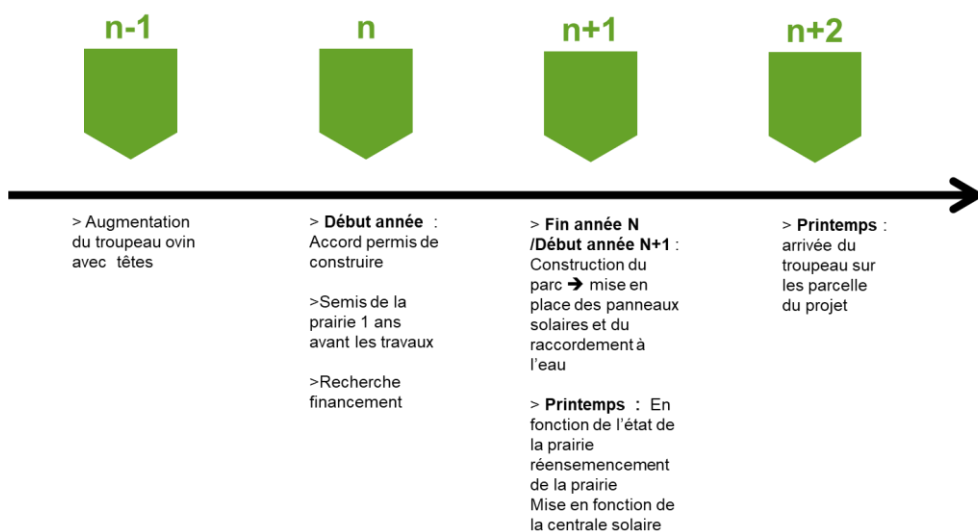 n-1
n
n+1
n+2
> Augmentation
du troupeau ovin
avec  têtes
> Début année  :
Accord permis de
construire
>Semis de la
prairie 1 ans
avant les travaux
>Recherche
financement
> Fin année N
/Début année N+1 :
Construction du
parc ➔ mise en
place des panneaux
solaires et du
raccordement à
l’eau
> Printemps  :  En
fonction de l’état de
la prairie
réensemencement
de la prairie
Mise en fonction de
la centrale solaire
> Printemps :
arrivée du
troupeau sur
les parcelle
du projet